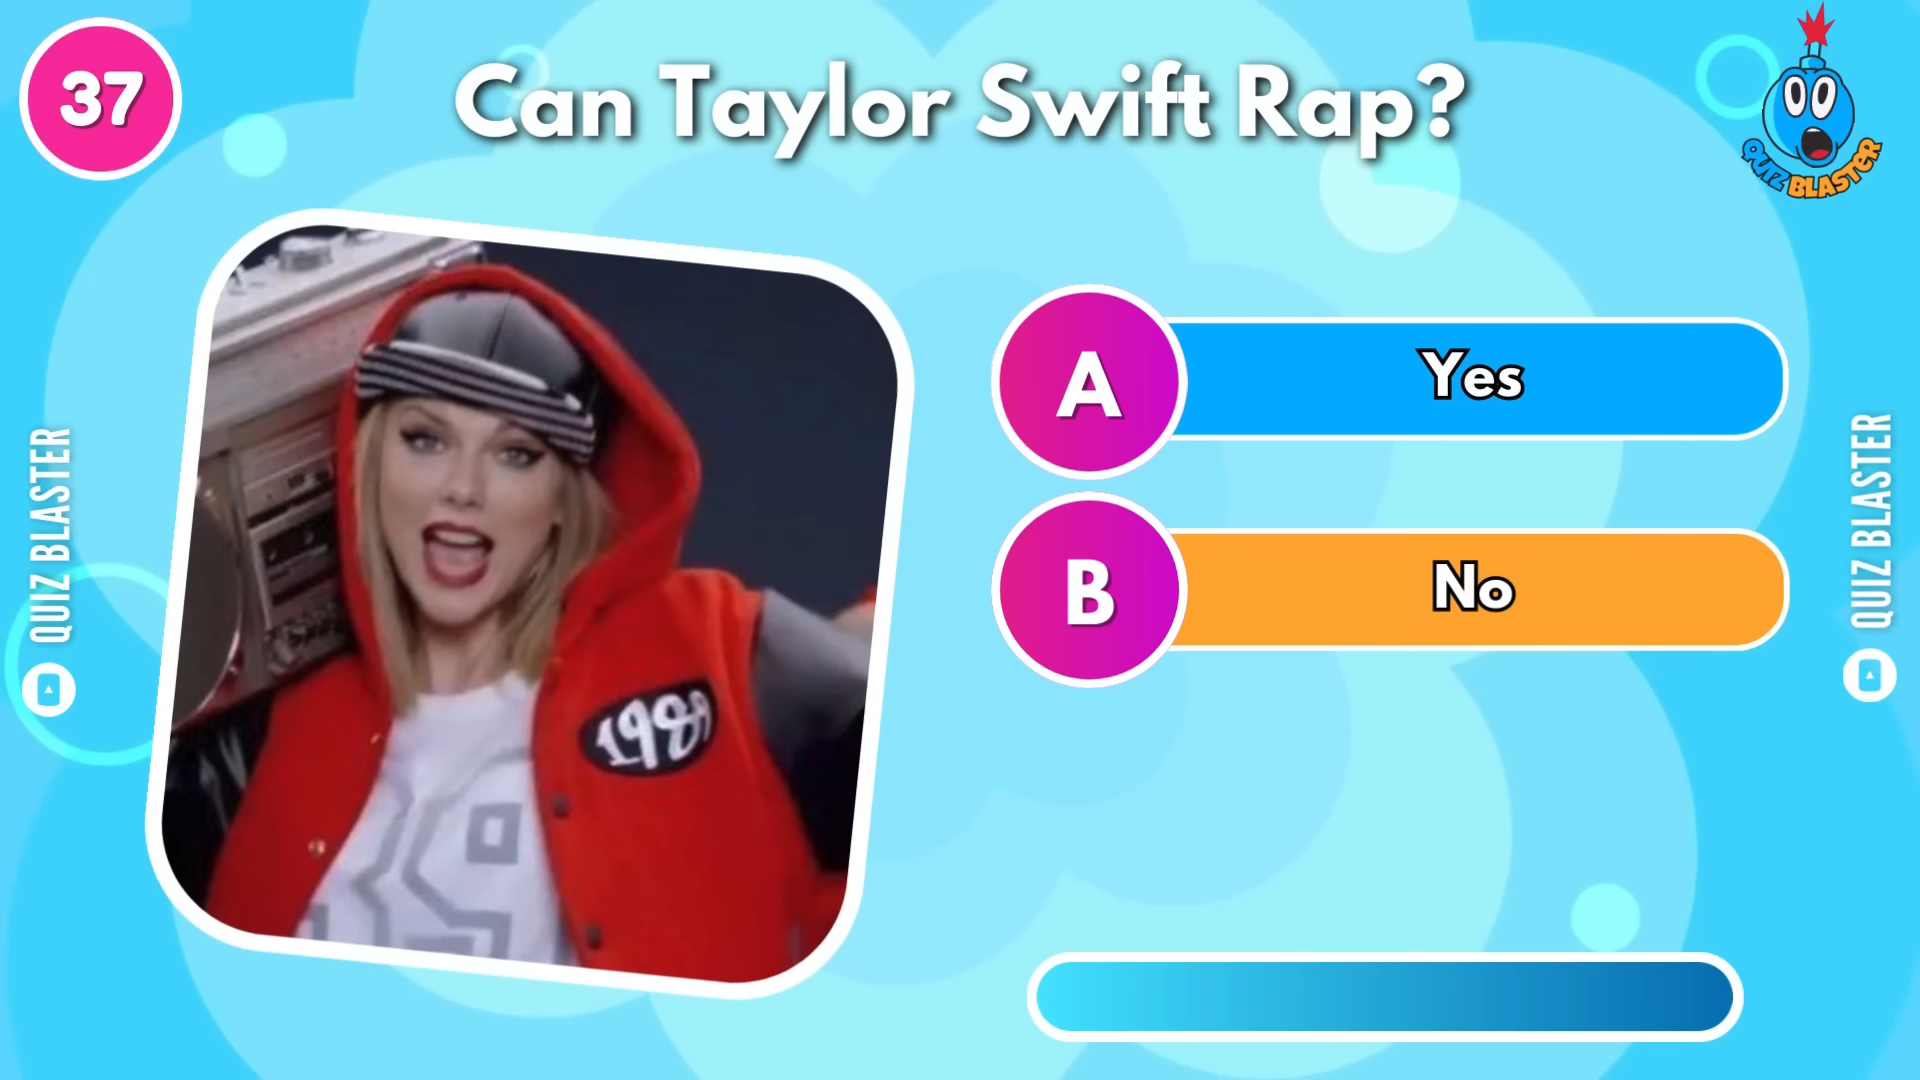 37
Can Taylor Swift Rap?
QUIZ BLASTER
A
Yes
B
No
1989
QUIZ BLASTER
QUIZ BLASTER